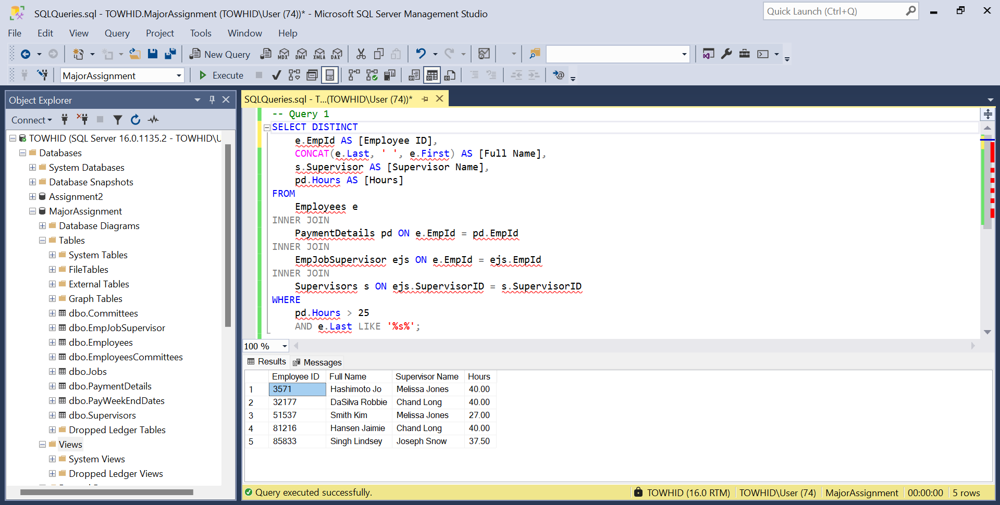 SQLQueries.sql - TOWHID.MajorAssignment (TOWHID\User (74))* - Microsoft SQL Server Management Studio
Quick Launch (Ctrl+Q)
File Edit View Query Project Tools Window Help
New Query MDX DMX XMLA DAX
MajorAssignment Execute
Object Explorer
SQLQueries.sql - T...(TOWHID\User (74))*
Connect
TOWHID (SQL Server 16.0.1135.2 - TOWHID\U
Databases
System Databases
Database Snapshots
Assignment2
MajorAssignment
Database Diagrams
Tables
System Tables
FileTables
External Tables
Graph Tables
dbo.Committees
dbo.EmpJobSupervisor
dbo.Employees
dbo.EmployeesCommittees
dbo.Jobs
dbo.PaymentDetails
dbo.PayWeekEndDates
dbo.Supervisors
Dropped Ledger Tables
Views
System Views
Dropped Ledger Views
-- Query 1
SELECT DISTINCT
e.EmpId AS [Employee ID],
CONCAT(e.Last, ' ', e.First) AS [Full Name],
s.Supervisor AS [Supervisor Name],
pd.Hours AS [Hours]
FROM
Employees e
INNER JOIN
PaymentDetails pd ON e.EmpId = pd.EmpId
INNER JOIN
EmpJobSupervisor ejs ON e.EmpId = ejs.EmpId
INNER JOIN
Supervisors s ON ejs.SupervisorID = s.SupervisorID
WHERE
pd.Hours > 25
AND e.Last LIKE '%s%';
100 %
Results Messages
Employee ID Full Name Supervisor Name Hours
1 3571 Hashimoto Jo Melissa Jones 40.00
2 32177 DaSilva Robbie Chand Long 40.00
3 51537 Smith Kim Melissa Jones 27.00
4 81216 Hansen Jaimie Chand Long 40.00
5 85833 Singh Lindsey Joseph Snow 37.50
Query executed successfully.
TOWHID (16.0 RTM) TOWHID\User (74) MajorAssignment 00:00:00 5 rows